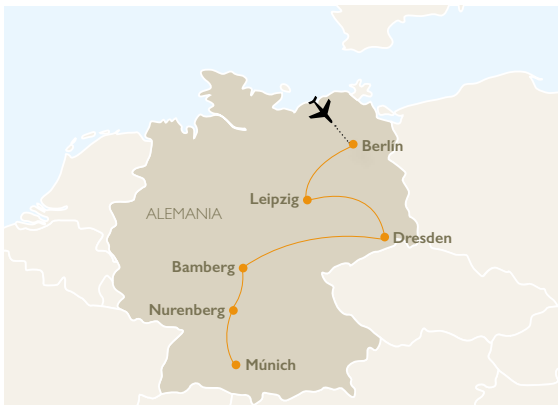 Berlín
Leipzig
ALEMANIA
Dresden
Bamberg
Nurenberg
Múnich